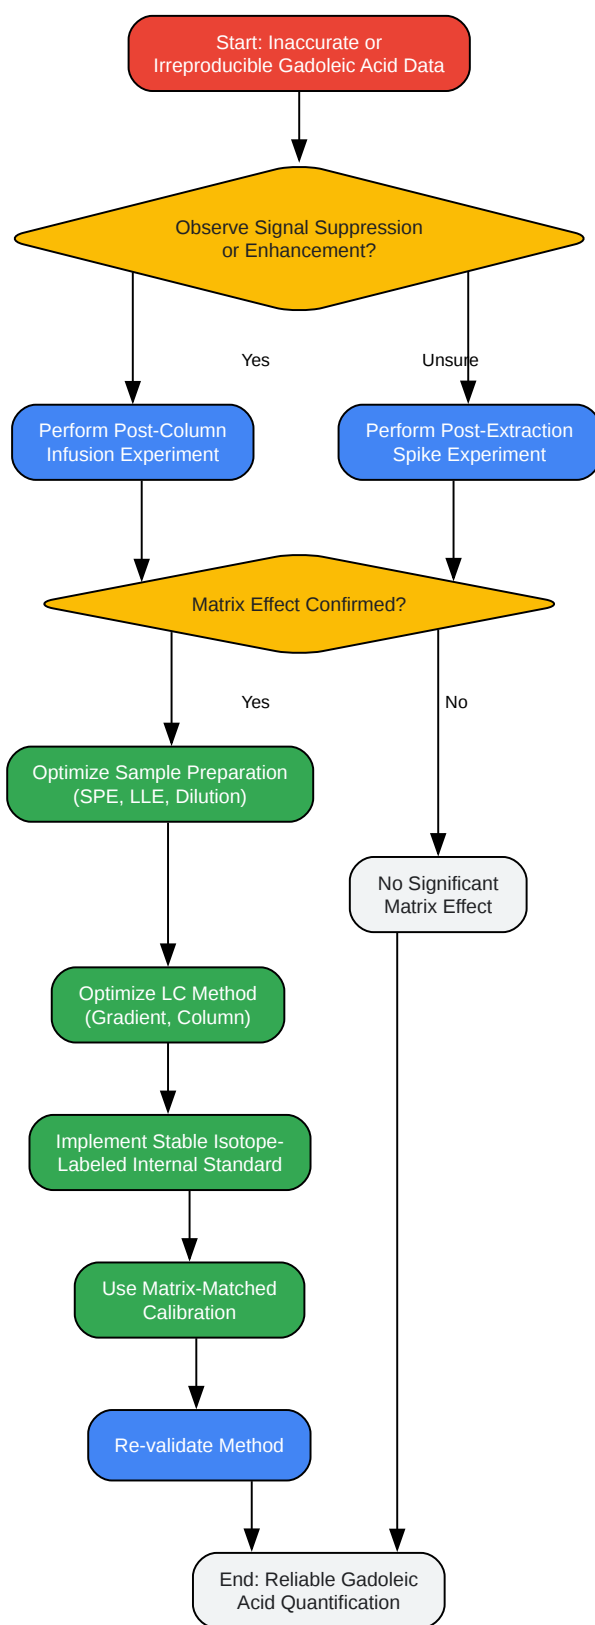 Start: Inaccurate or
Irreproducible Gadoleic Acid Data
Observe Signal Suppression
or Enhancement?
Yes
Unsure
Perform Post-Column
Infusion Experiment
Perform Post-Extraction
Spike Experiment
Matrix Effect Confirmed?
Yes
No
Optimize Sample Preparation
(SPE, LLE, Dilution)
No Significant
Matrix Effect
Optimize LC Method
(Gradient, Column)
Implement Stable Isotope-
Labeled Internal Standard
Use Matrix-Matched
Calibration
Re-validate Method
End: Reliable Gadoleic
Acid Quantification